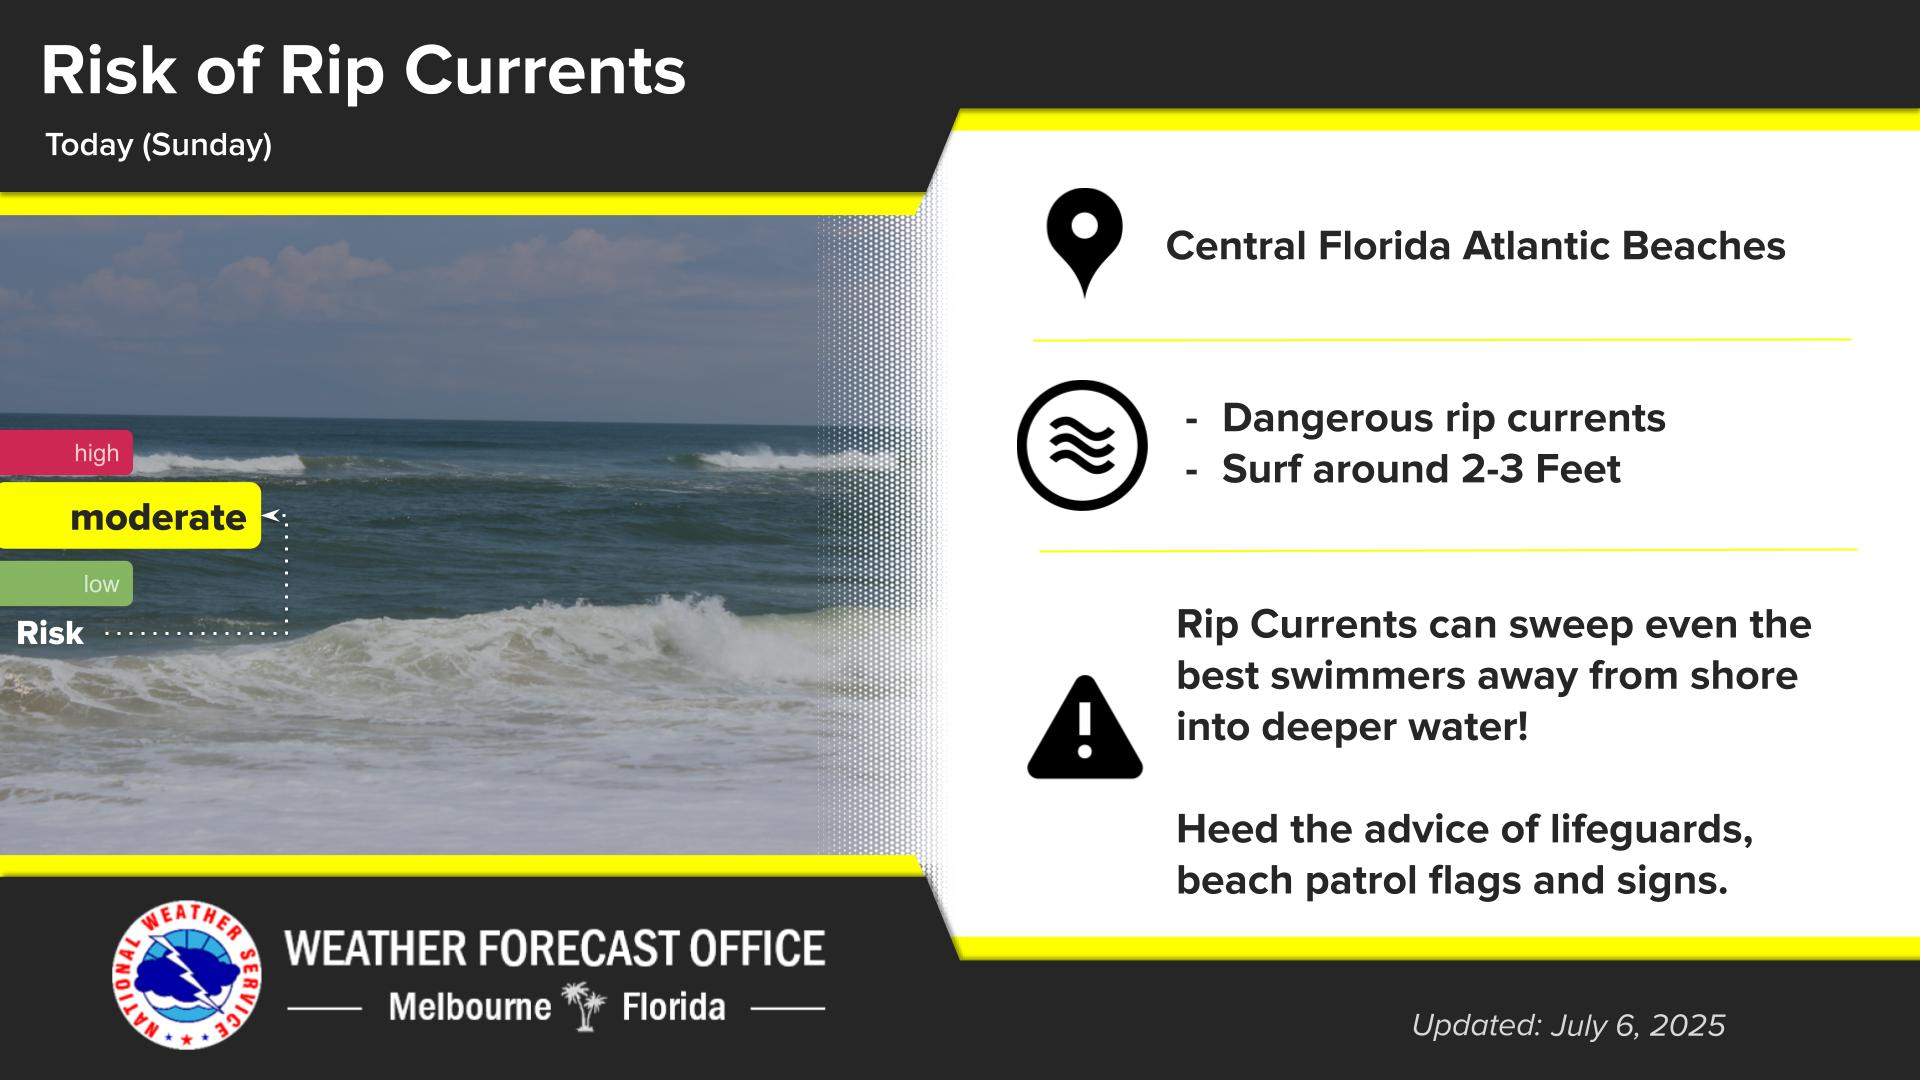 Risk of Rip Currents
Today (Sunday)
high
moderate
low
Risk
Central Florida Atlantic Beaches
- Dangerous rip currents
- Surf around 2-3 Feet
Rip Currents can sweep even the
best swimmers away from shore
into deeper water!
Heed the advice of lifeguards,
beach patrol flags and signs.
NATIONAL WEATHER SERVICE
WEATHER FORECAST OFFICE
Melbourne Florida
Updated: July 6, 2025